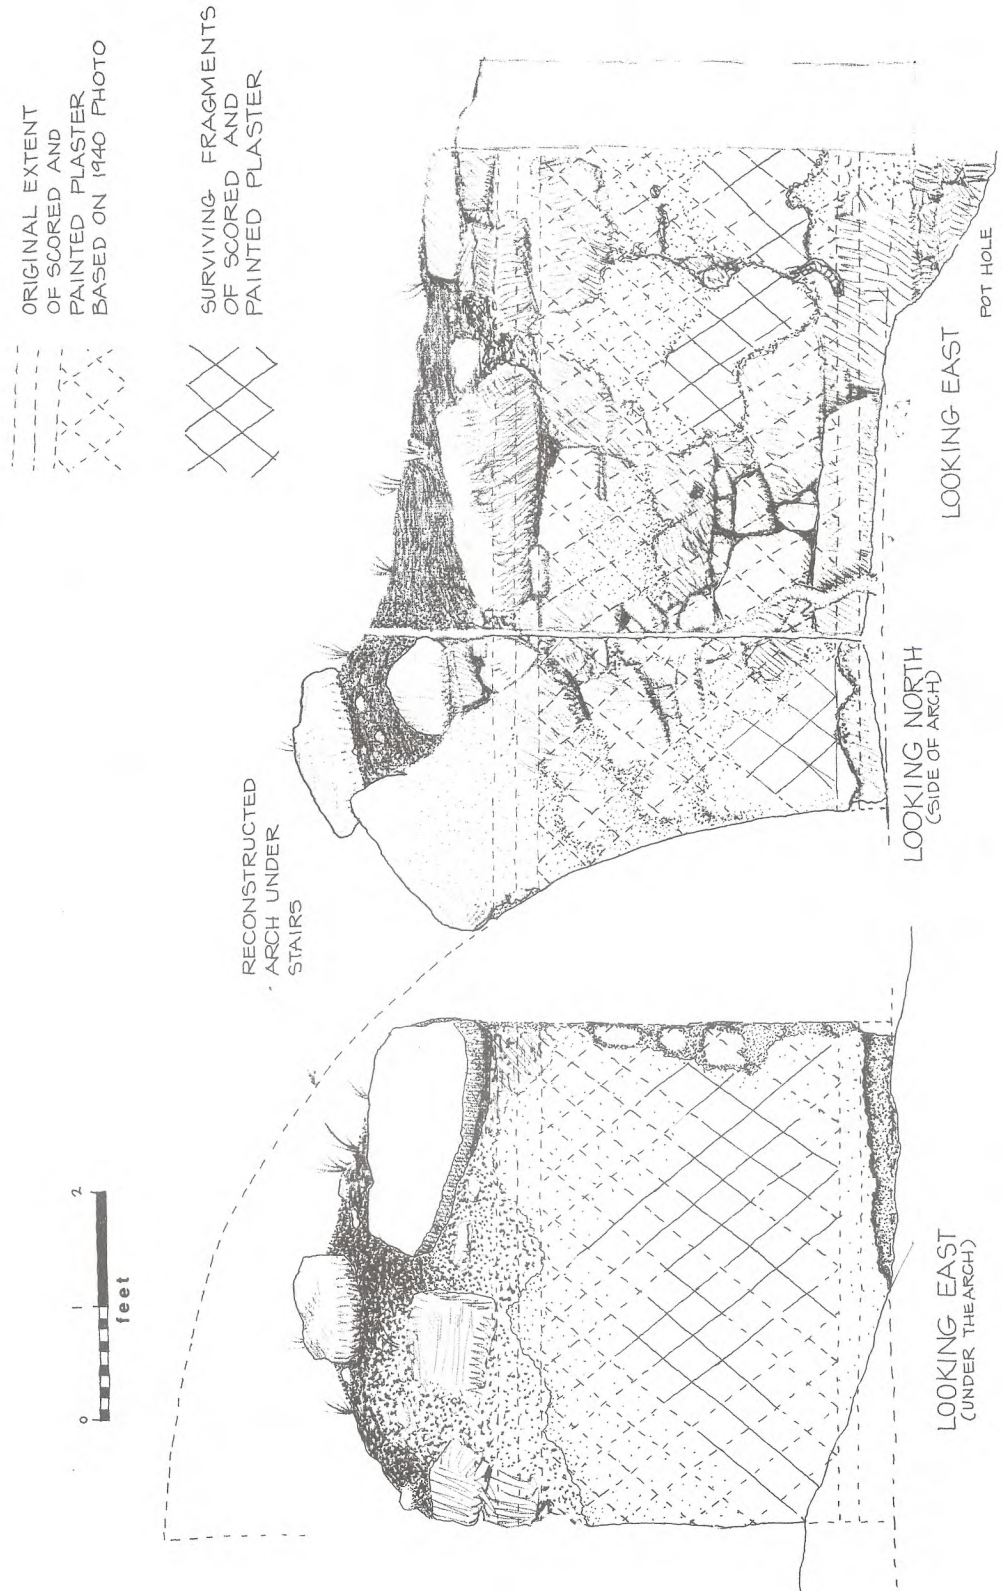 ORIGINAL EXTENT
OF SCORED AND
PAINTED PLASTER
BASED ON 1940 PHOTO
SURVIVING FRAGMENTS
OF SCORED AND
PAINTED PLASTER
RECONSTRUCTED
ARCH UNDER
STAIRS
0 1 2
feet
LOOKING EAST
(UNDER THE ARCH)
LOOKING NORTH
(SIDE OF ARCH)
LOOKING EAST
POT HOLE